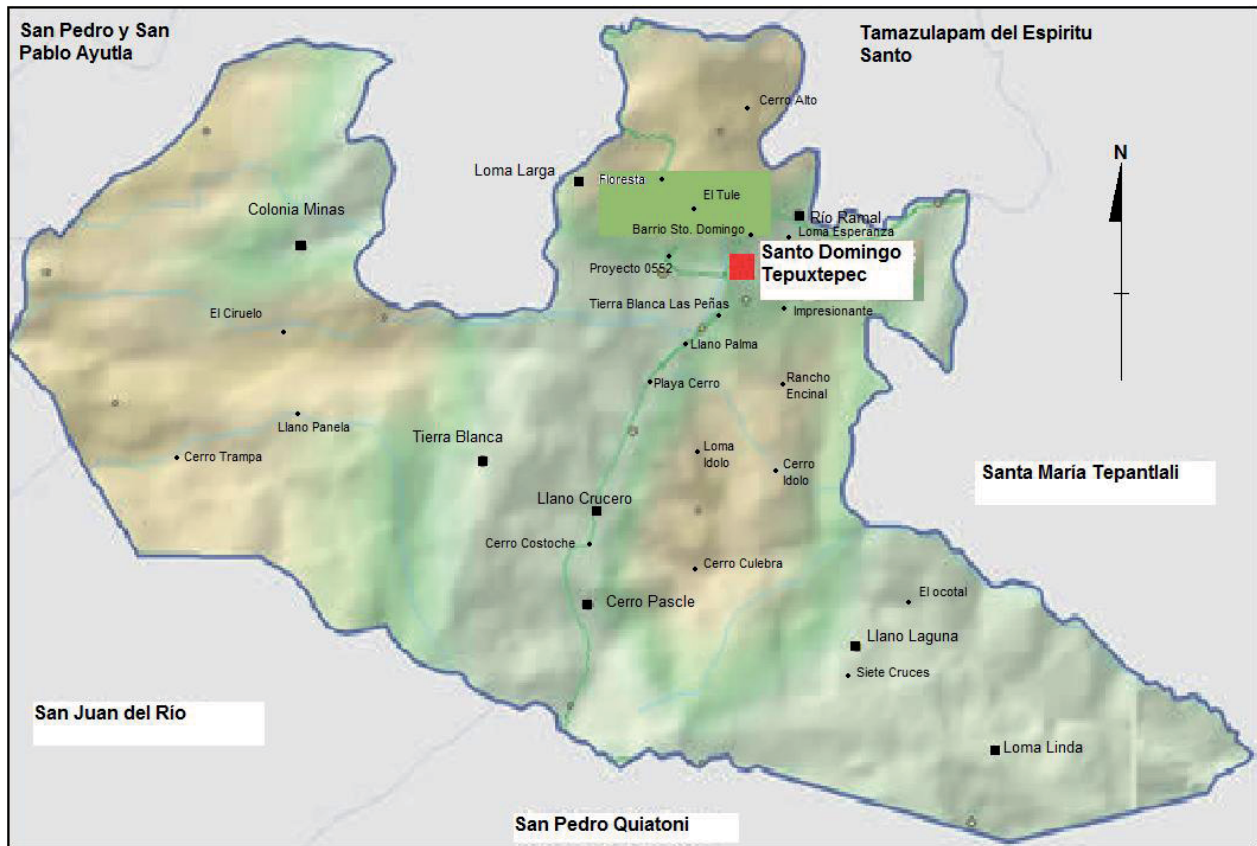 San Pedro y San
Pablo Ayutla
Tamazulapam del Espiritu
Santo
Cerro Alto
N
Loma Larga
Floresta
El Tule
Colonia Minas
Río Ramal
Barrio Sto. Domingo
Loma Esperanza
Santo Domingo
Tepuxtepec
Proyecto 0552
Tierra Blanca Las Peñas
Impresionante
El Ciruelo
Llano Palma
Playa Cerro
Rancho
Encinal
Llano Panela
Tierra Blanca
Cerro Trampa
Loma
Idolo
Cerro
Idolo
Santa María Tepantlali
Llano Crucero
Cerro Costoche
Cerro Culebra
Cerro Pascle
El ocotal
Llano Laguna
Siete Cruces
San Juan del Río
Loma Linda
San Pedro Quiatoni